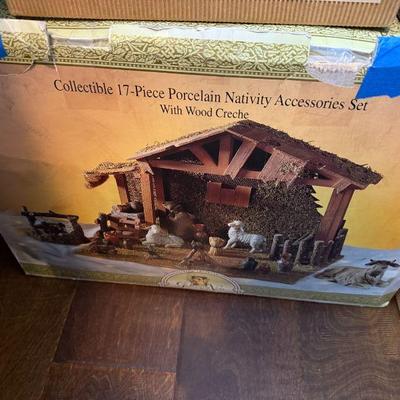 Collectible 17-Piece Porcelain Nativity Accessories Set
With Wood Creche